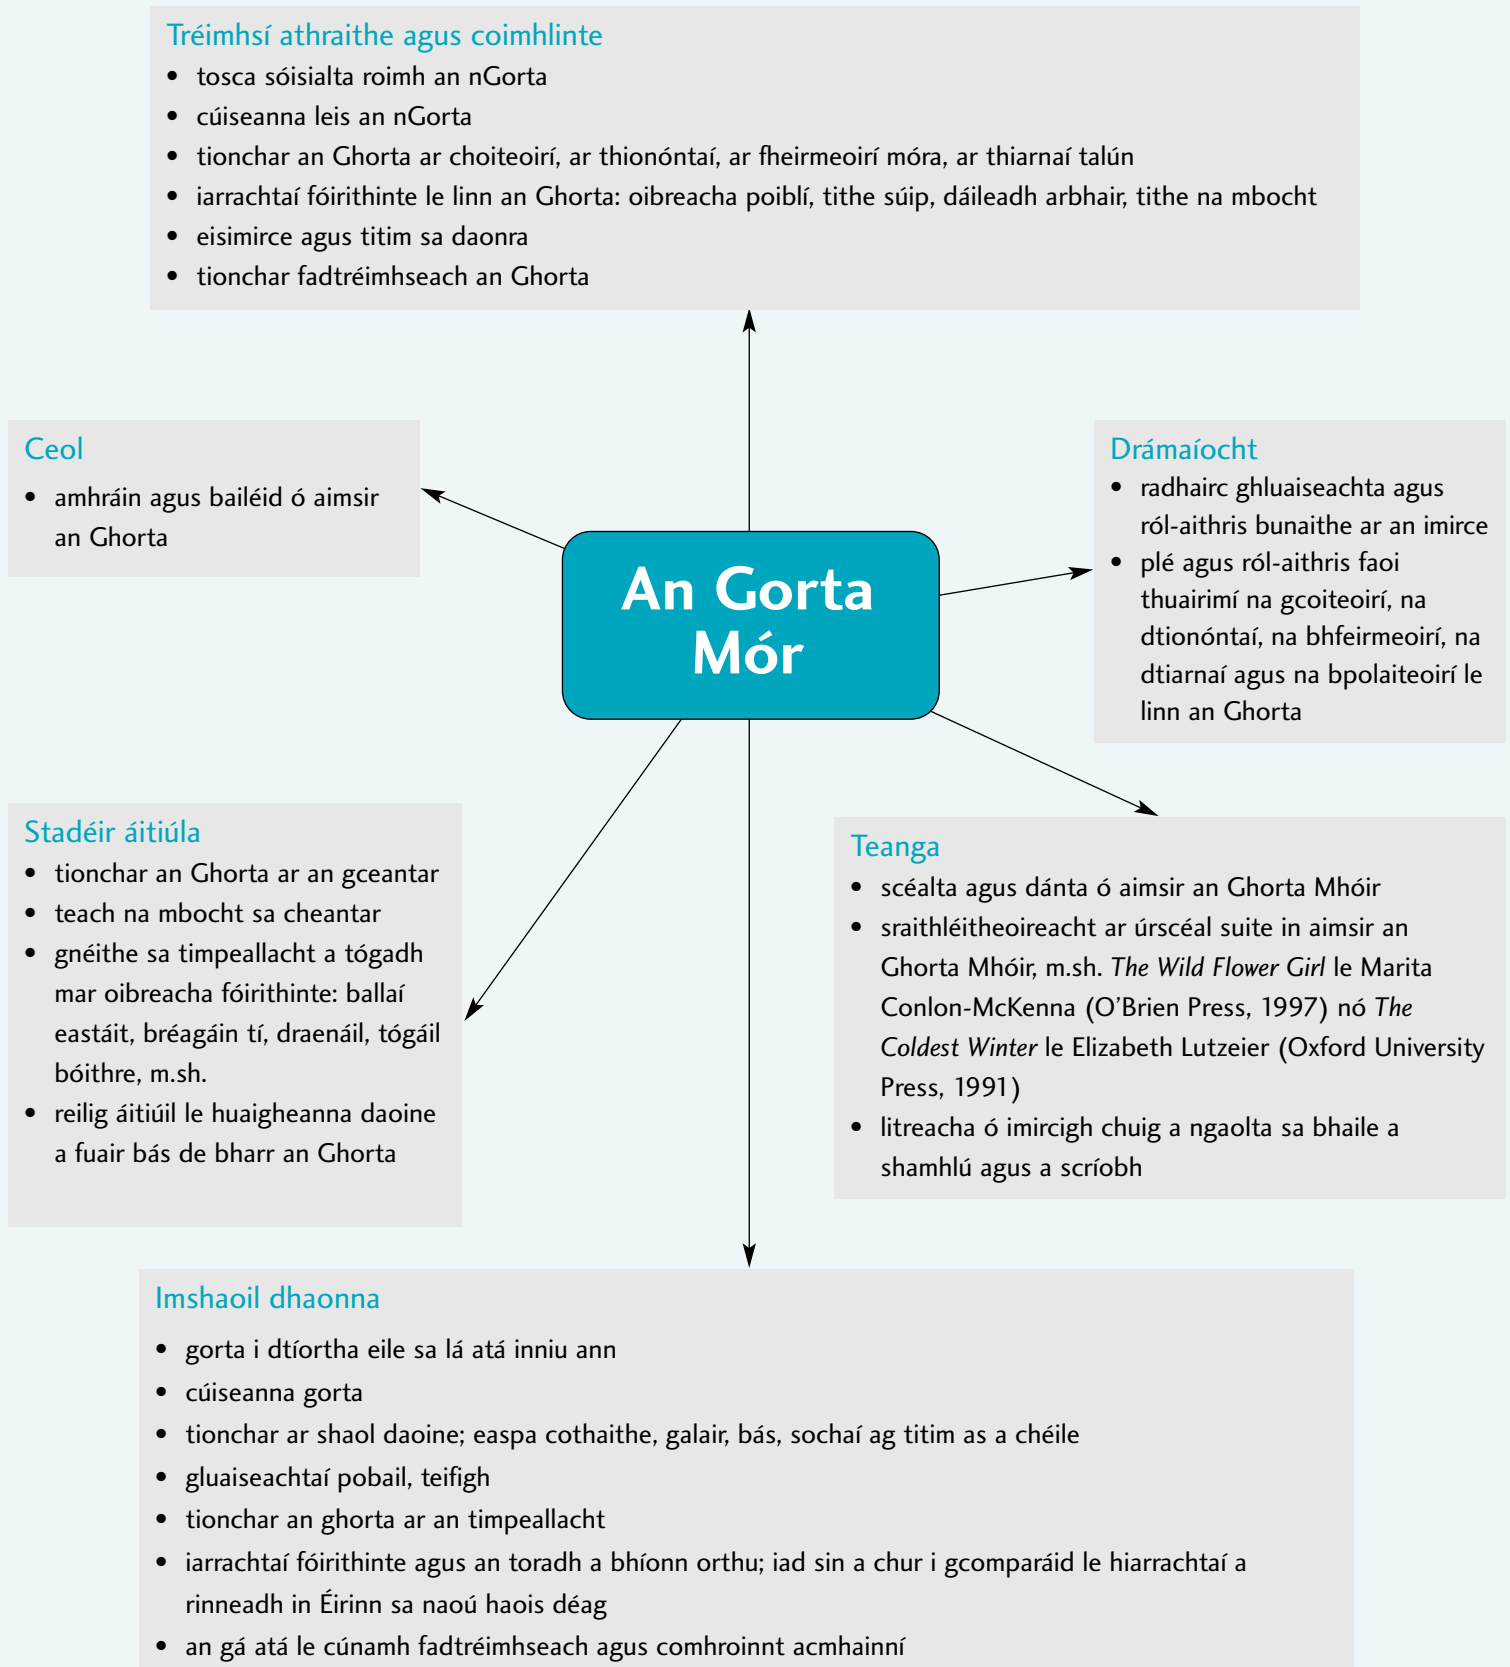 Tréimhsí athraithe agus coimhlinte
• tosca sóisialta roimh an nGorta
• cúiseanna leis an nGorta
• tionchar an Ghorta ar choiteoirí, ar thionóntaí, ar fheirmeoirí móra, ar thiarnaí talún
• iarrachtaí fóirithinte le linn an Ghorta: oibreacha poiblí, tithe súip, dáileadh arbhair, tithe na mbocht
• eisimirce agus titim sa daonra
• tionchar fadtréimhseach an Ghorta
Ceol
• amhráin agus bailéid ó aimsir
an Ghorta
Drámaíocht
• radhairc ghluaiseachta agus
ról-aithris bunaithe ar an imirce
• plé agus ról-aithris faoi
thuairimí na gcoiteoirí, na
dtionóntaí, na bhfeirmeoirí, na
dtiarnaí agus na bpolaiteoirí le
linn an Ghorta
An Gorta
Mór
Stadéir áitiúla
• tionchar an Ghorta ar an gceantar
• teach na mbocht sa cheantar
• gnéithe sa timpeallacht a tógadh
mar oibreacha fóirithinte: ballaí
eastáit, bréagáin tí, draenáil, tógáil
bóithre, m.sh.
• reilig áitiúil le huaigheanna daoine
a fuair bás de bharr an Ghorta
Teanga
• scéalta agus dánta ó aimsir an Ghorta Mhóir
• sraithléitheoireacht ar úrscéal suite in aimsir an
Ghorta Mhóir, m.sh. The Wild Flower Girl le Marita
Conlon-McKenna (O'Brien Press, 1997) nó The
Coldest Winter le Elizabeth Lutzeier (Oxford University
Press, 1991)
• litreacha ó imircigh chuig a ngaolta sa bhaile a
shamhlú agus a scríobh
Imshaoil dhaonna
• gorta i dtíortha eile sa lá atá inniu ann
• cúiseanna gorta
• tionchar ar shaol daoine; easpa cothaithe, galair, bás, sochaí ag titim as a chéile
• gluaiseachtaí pobail, teifigh
• tionchar an ghorta ar an timpeallacht
• iarrachtaí fóirithinte agus an toradh a bhíonn orthu; iad sin a chur i gcomparáid le hiarrachtaí a
rinneadh in Éirinn sa naoú haois déag
• an gá atá le cúnamh fadtréimhseach agus comhroinnt acmhainní